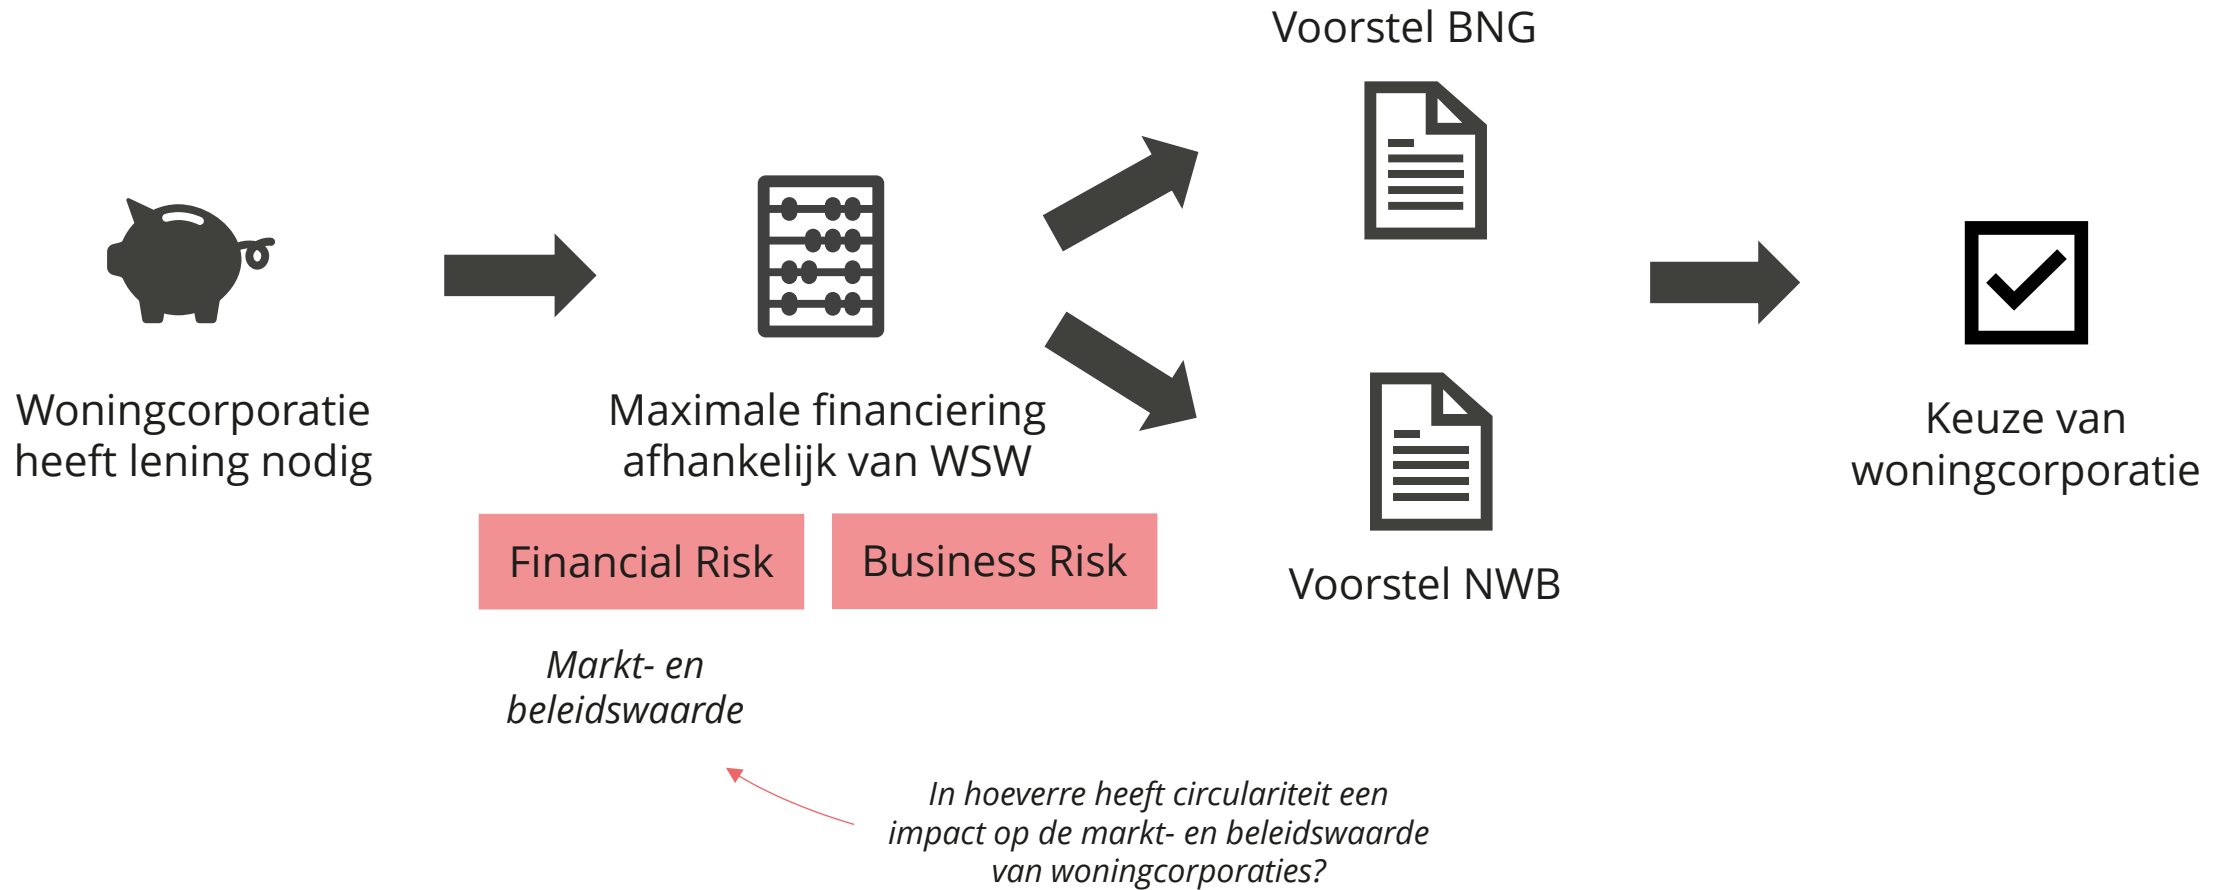 Voorstel BNG
Woningcorporatie
heeft lening nodig
Maximale financiering
afhankelijk van WSW
Financial Risk
Business Risk
Markt- en
beleidswaarde
In hoeverre heeft circulariteit een
impact op de markt- en beleidswaarde
van woningcorporaties?
Voorstel NWB
Keuze van
woningcorporatie